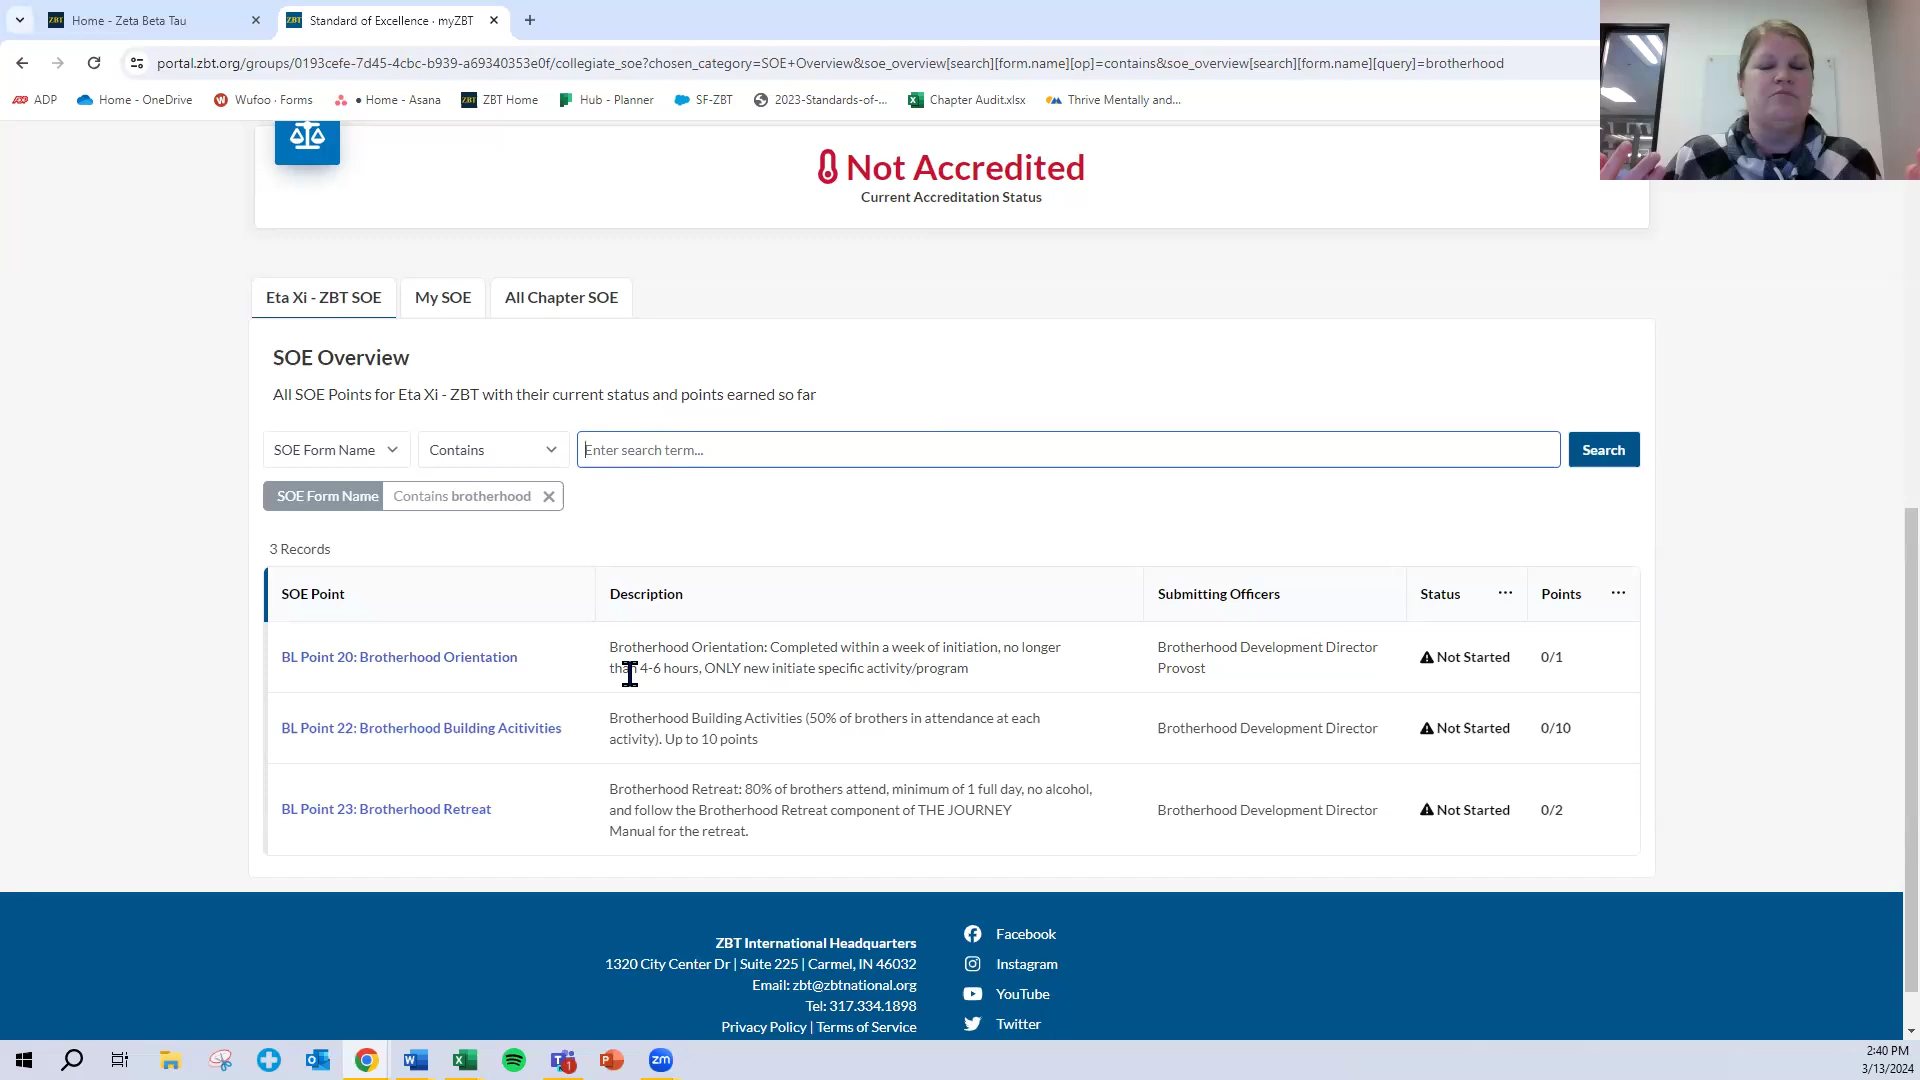 Home - Zeta Beta Tau
Standard of Excellence · myZBT
portal.zbt.org/groups/0193cefe-7d45-4cbc-b939-a69340353e0f/collegiate_soe?chosen_category=SOE+Overview&soe_overview[search][form.name][op]=contains&soe_overview[search][form.name][query]=brotherhood
ADP
Home - OneDrive
Wufoo · Forms
• Home - Asana
ZBT Home
Hub - Planner
SF-ZBT
2023-Standards-of-...
Chapter Audit.xlsx
Thrive Mentally and...
Not Accredited
Current Accreditation Status
Eta Xi - ZBT SOE
My SOE
All Chapter SOE
SOE Overview
All SOE Points for Eta Xi - ZBT with their current status and points earned so far
SOE Form Name
Contains
Enter search term...
Search
SOE Form Name Contains brotherhood
3 Records
SOE Point
Description
Submitting Officers
Status
Points
BL Point 20: Brotherhood Orientation
Brotherhood Orientation: Completed within a week of initiation, no longer
than 4-6 hours, ONLY new initiate specific activity/program
Brotherhood Development Director
Provost
Not Started
0/1
BL Point 22: Brotherhood Building Acitivities
Brotherhood Building Activities (50% of brothers in attendance at each
activity). Up to 10 points
Brotherhood Development Director
Not Started
0/10
BL Point 23: Brotherhood Retreat
Brotherhood Retreat: 80% of brothers attend, minimum of 1 full day, no alcohol,
and follow the Brotherhood Retreat component of THE JOURNEY
Manual for the retreat.
Brotherhood Development Director
Not Started
0/2
ZBT International Headquarters
1320 City Center Dr | Suite 225 | Carmel, IN 46032
Email: zbt@zbtnational.org
Tel: 317.334.1898
Privacy Policy | Terms of Service
Facebook
Instagram
YouTube
Twitter
2:40 PM
3/13/2024